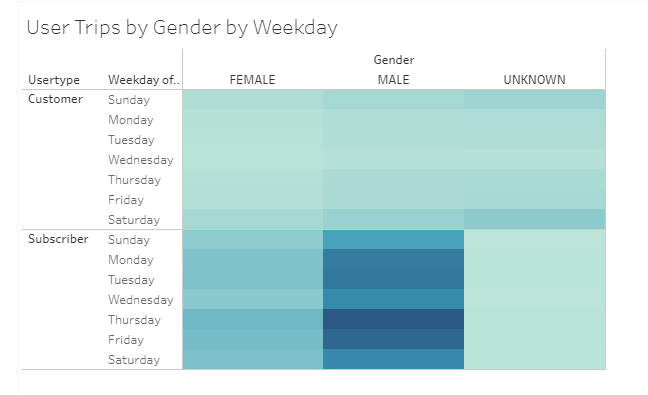 User Trips by Gender by Weekday
Gender
Usertype Weekday of.. FEMALE MALE UNKNOWN
Customer Sunday
Monday
Tuesday
Wednesday
Thursday
Friday
Saturday
Subscriber Sunday
Monday
Tuesday
Wednesday
Thursday
Friday
Saturday